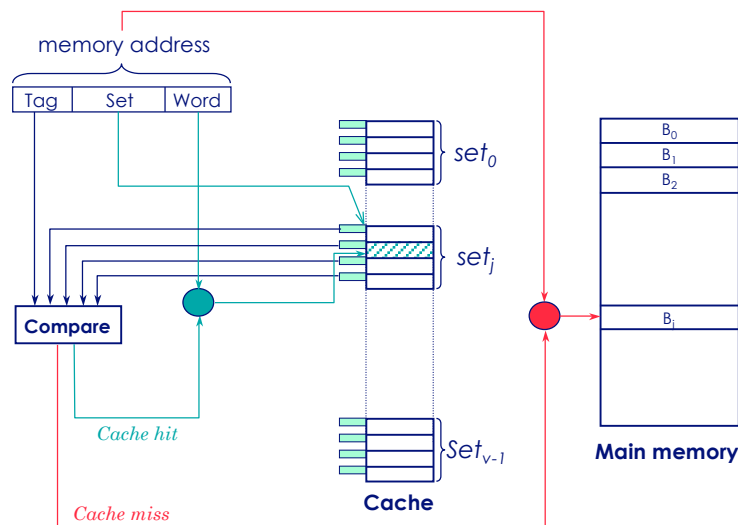 memory address
Tag Set Word
set0
B0
B1
B2
setj
Bi
Compare
Cache hit
Setv-1
Main memory
Cache
Cache miss